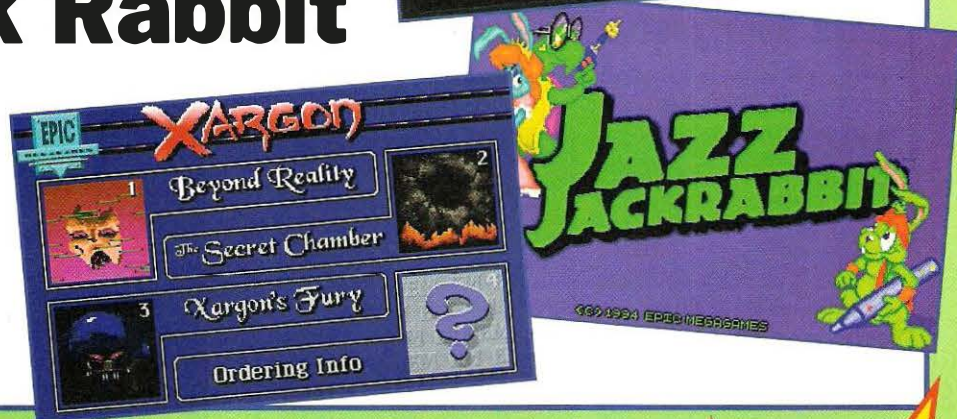 k Rabbit
EPIC
MEGAGAMES
XARGON
1
Beyond Reality
2
The Secret Chamber
3
Xargon's Fury
4
Ordering Info
JAZZ
JACKRABBIT
(C) 1994 EPIC MEGAGAMES